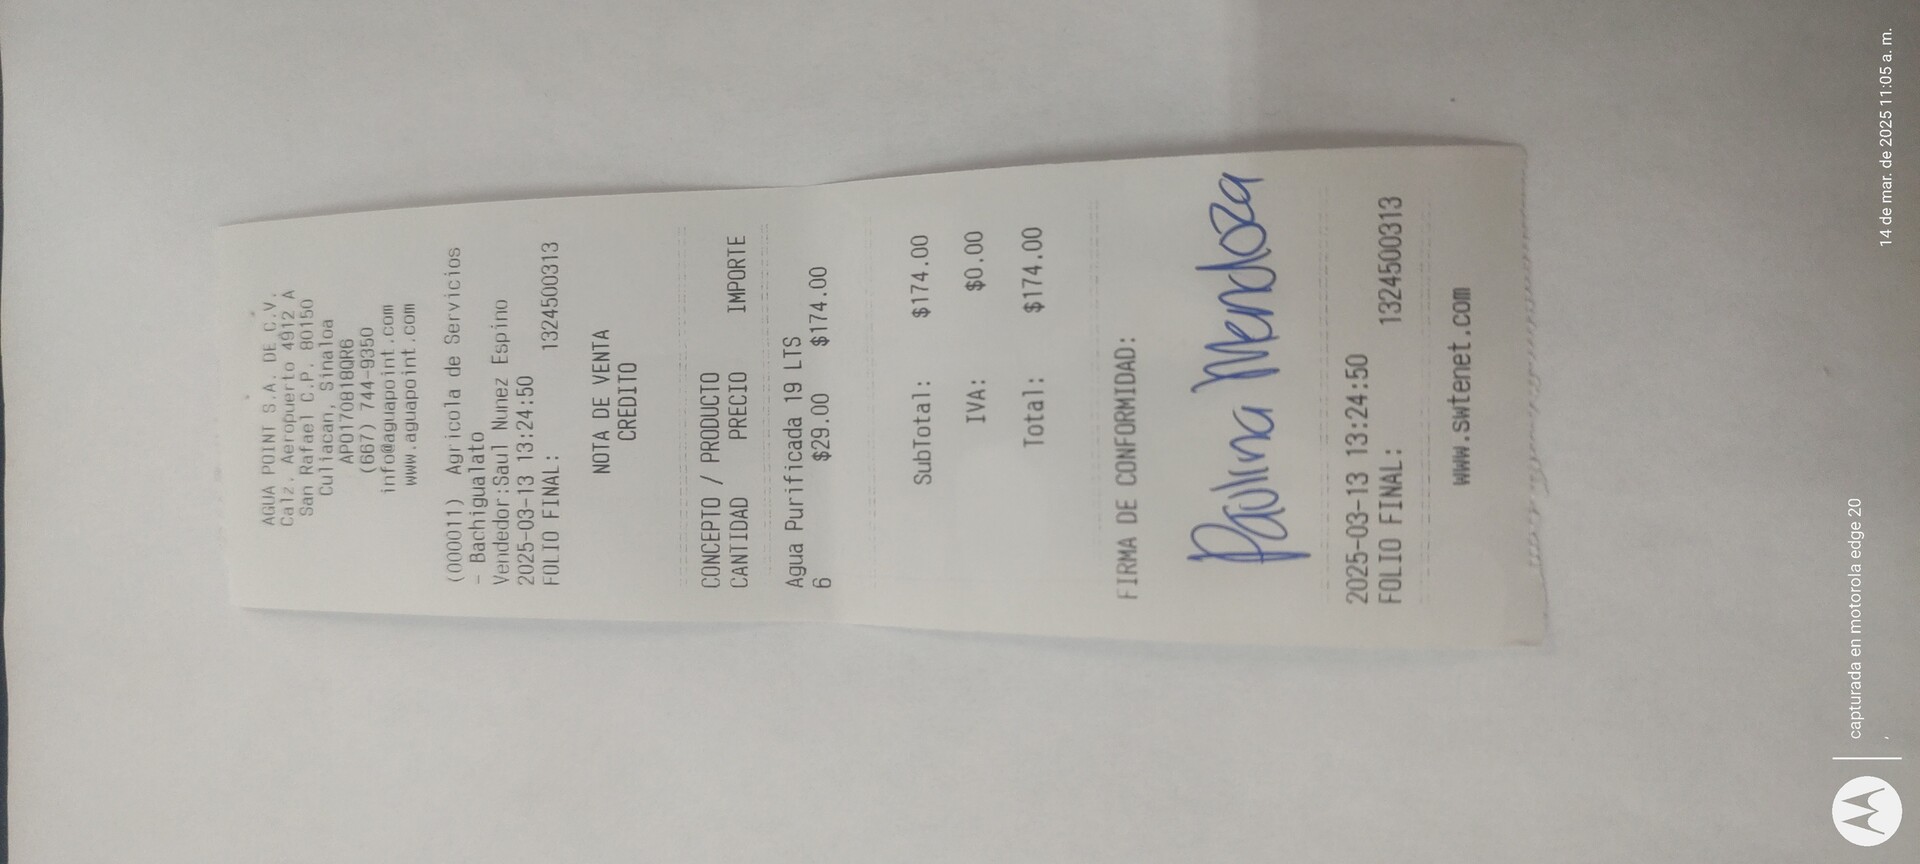 AGUA POINT S.A. DE C.V.
Calz. Aeropuerto 4912 A
San Rafael C.P. 80150
Culiacan, Sinaloa
APO170818QR6
(667) 744-9350
info@aguapoint.com
www.aguapoint.com
(000011) Agricola de Servicios
- Bachigualato
Vendedor:Saul Nunez Espino
2025-03-13 13:24:50
FOLIO FINAL: 1324500313
NOTA DE VENTA
CREDITO
CONCEPTO / PRODUCTO
CANTIDAD PRECIO IMPORTE
Agua Purificada 19 LTS
6 $29.00 $174.00
SubTotal: $174.00
IVA: $0.00
Total: $174.00
FIRMA DE CONFORMIDAD:
Paulina Mendoza
2025-03-13 13:24:50
FOLIO FINAL: 1324500313
www.swtenet.com
capturada en motorola edge 20
14 de mar. de 2025 11:05 a. m.